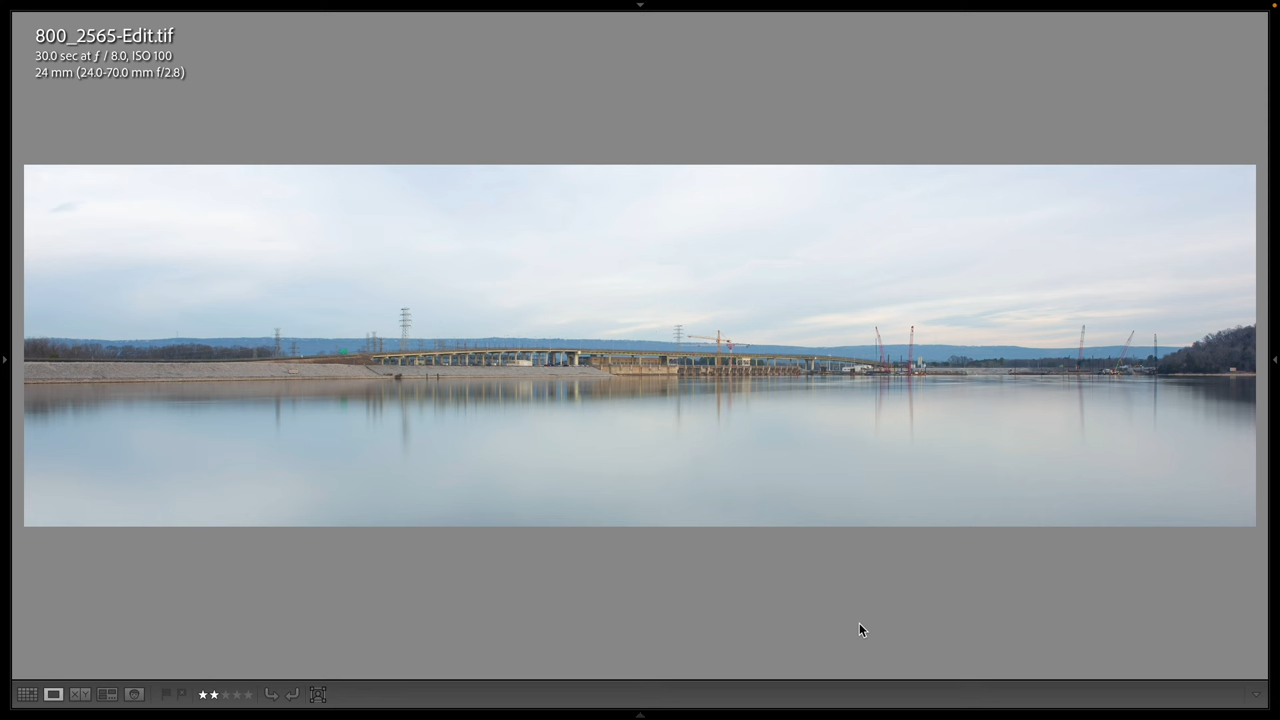 800_2565-Edit.tif
30.0 sec at ƒ / 8.0, ISO 100
24 mm (24.0-70.0 mm f/2.8)
X Y